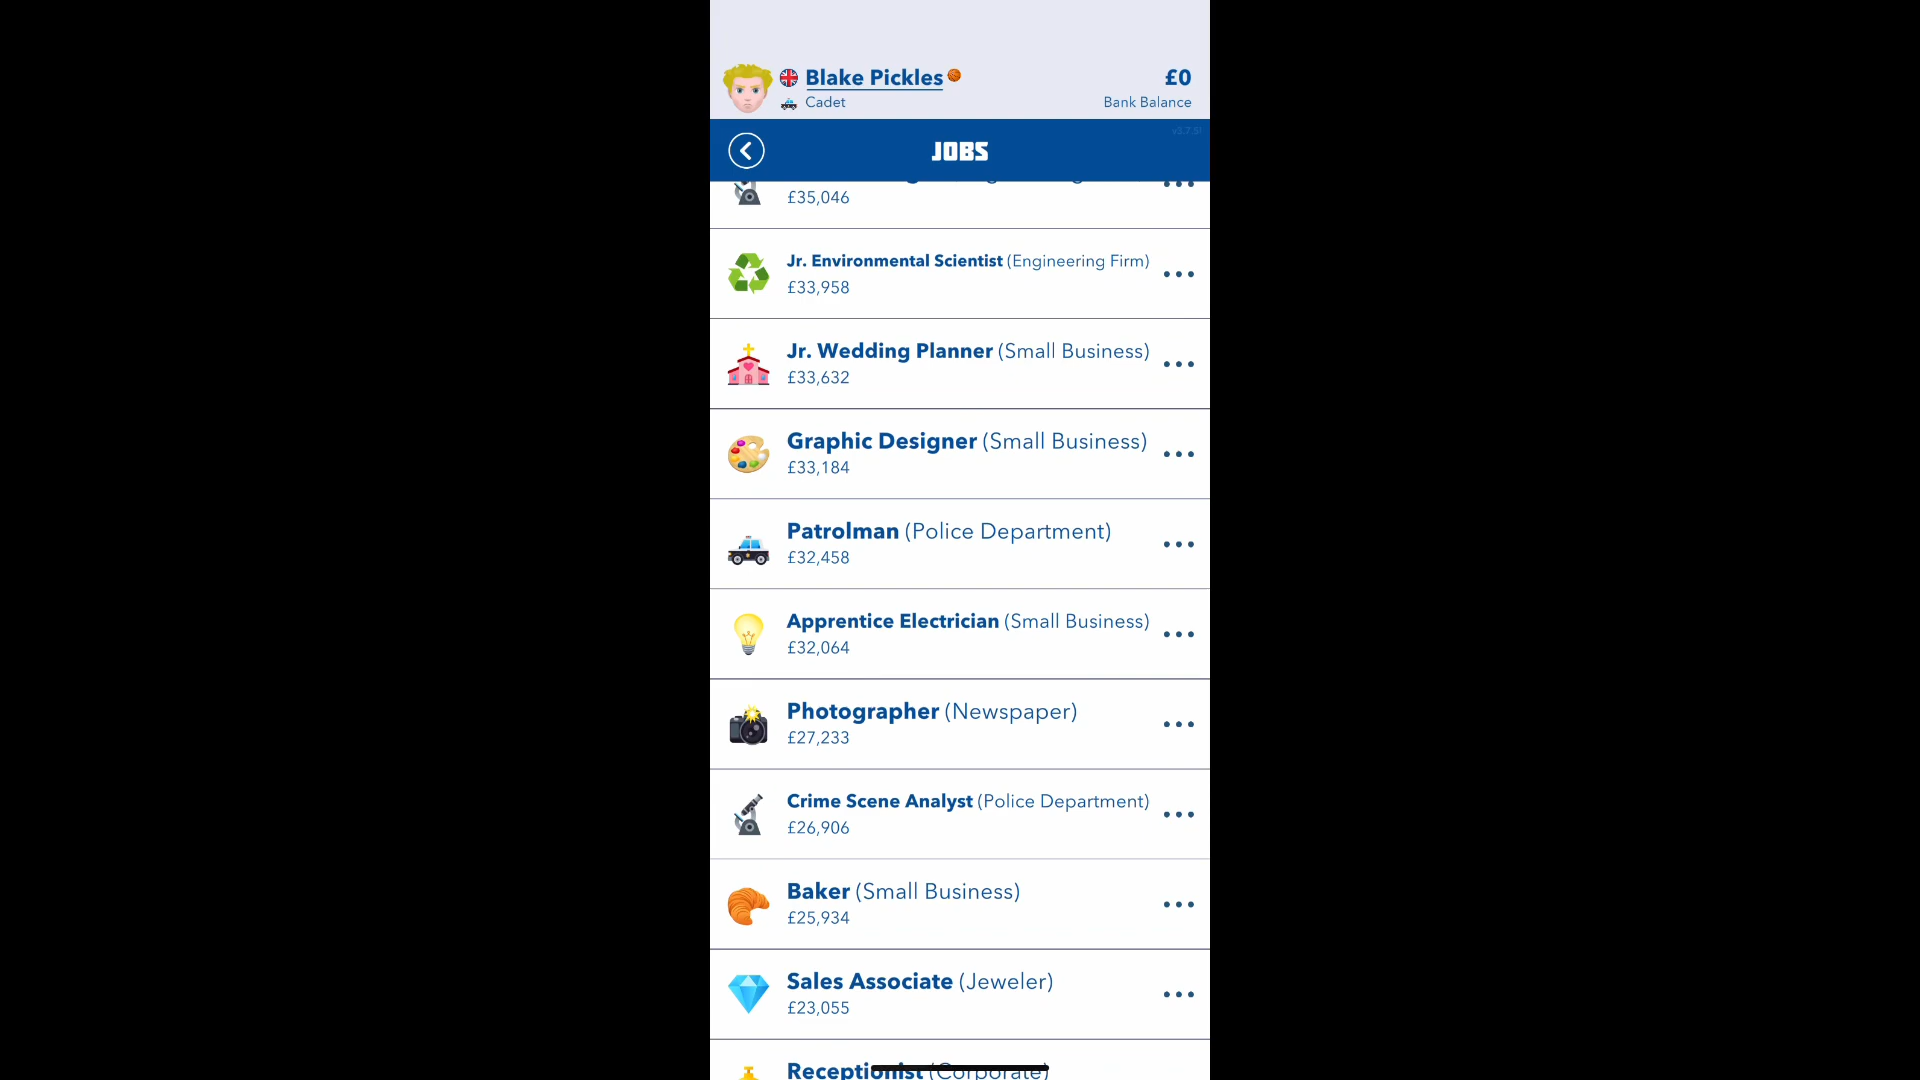 Blake Pickles
£0
Cadet
Bank Balance
v3.7.5!
JOBS
£35,046
Jr. Environmental Scientist (Engineering Firm)
£33,958
Jr. Wedding Planner (Small Business)
£33,632
Graphic Designer (Small Business)
£33,184
Patrolman (Police Department)
£32,458
Apprentice Electrician (Small Business)
£32,064
Photographer (Newspaper)
£27,233
Crime Scene Analyst (Police Department)
£26,906
Baker (Small Business)
£25,934
Sales Associate (Jeweler)
£23,055
Receptionist (Corporate)